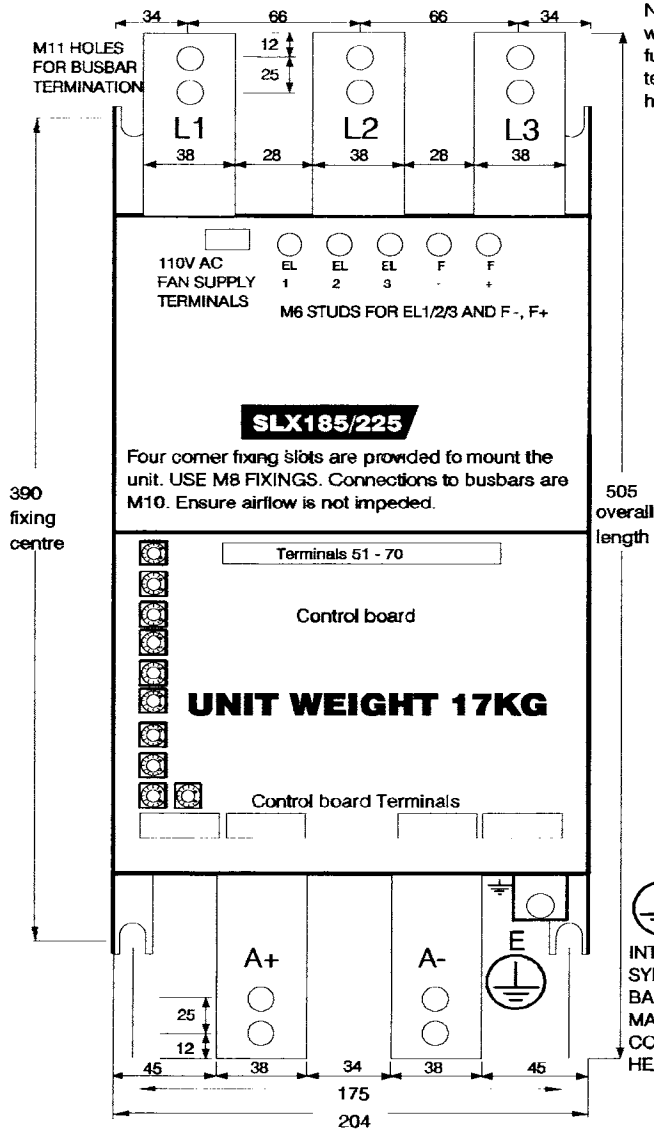 34 66 66 34
M11 HOLES
FOR BUSBAR
TERMINATION
12
25
L1 L2 L3
38 28 38 28 38
110V AC
FAN SUPPLY
TERMINALS
EL EL EL F F
1 2 3 - +
M6 STUDS FOR EL1/2/3 AND F -, F+
SLX185/225
Four corner fixing slots are provided to mount the
unit. USE M8 FIXINGS. Connections to busbars are
M10. Ensure airflow is not impeded.
390
fixing
centre
505
overall
length
Terminals 51 - 70
Control board
UNIT WEIGHT 17KG
Control board Terminals
A+ A- E
25
12
45 38 34 38 45
175
204